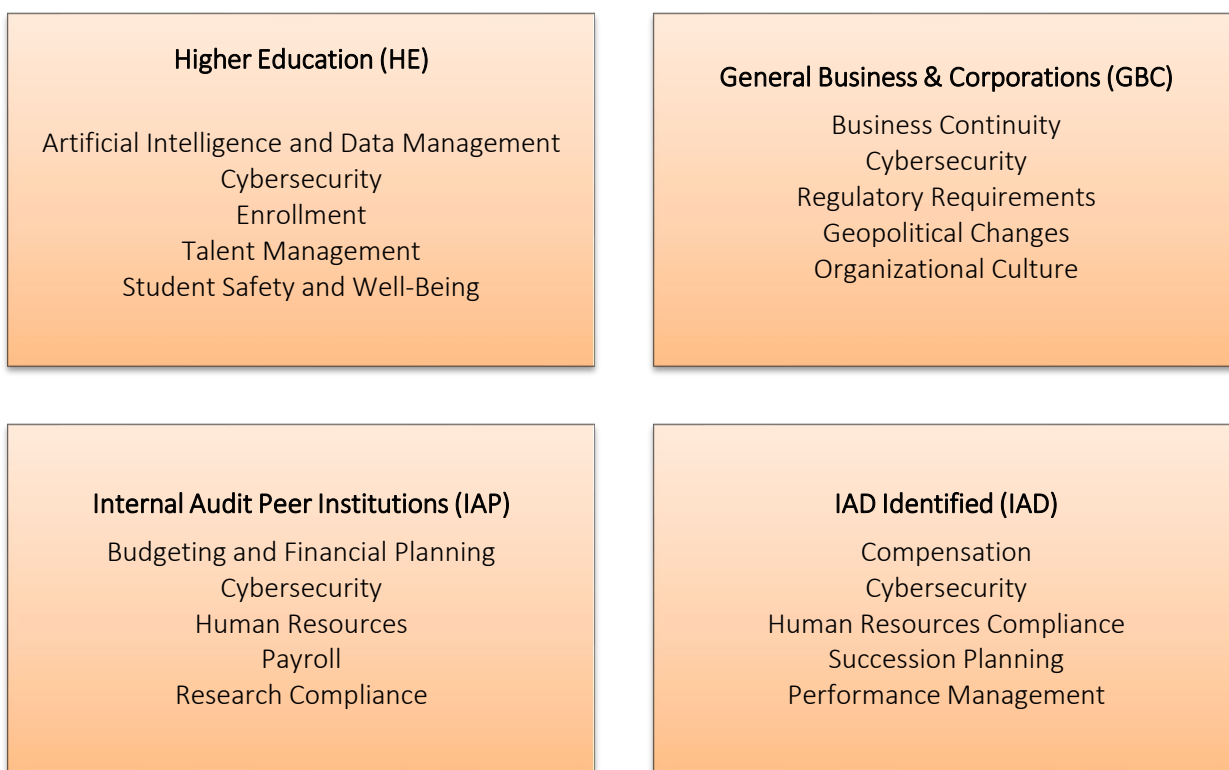 Higher Education (HE)
Artificial Intelligence and Data Management
Cybersecurity
Enrollment
Talent Management
Student Safety and Well-Being
General Business & Corporations (GBC)
Business Continuity
Cybersecurity
Regulatory Requirements
Geopolitical Changes
Organizational Culture
Internal Audit Peer Institutions (IAP)
Budgeting and Financial Planning
Cybersecurity
Human Resources
Payroll
Research Compliance
IAD Identified (IAD)
Compensation
Cybersecurity
Human Resources Compliance
Succession Planning
Performance Management